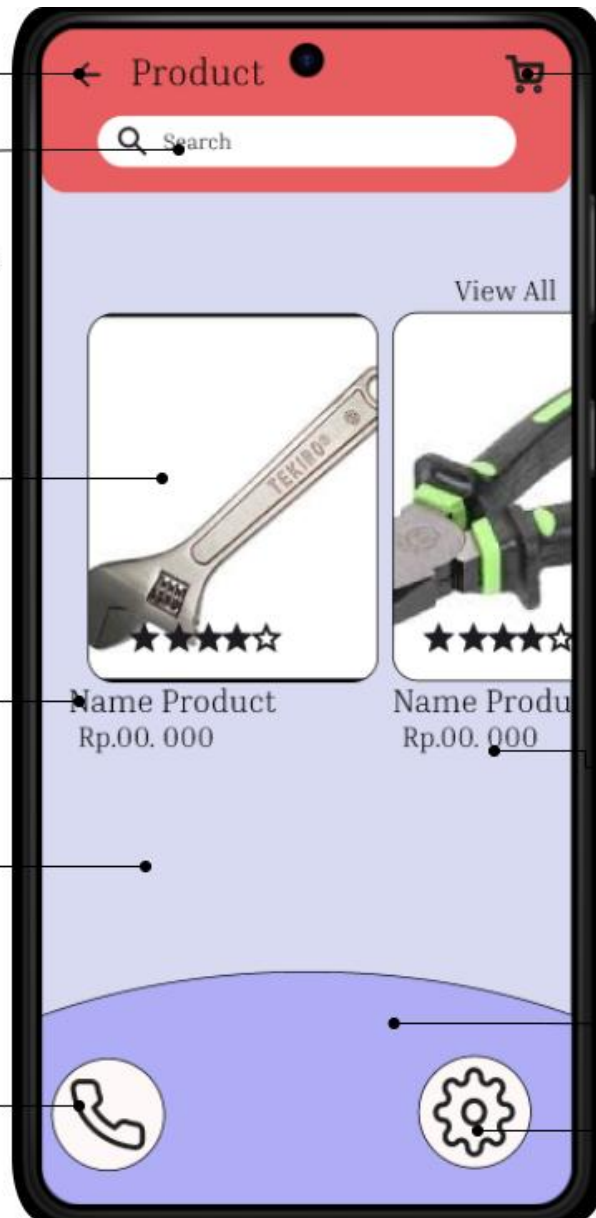 Product
Search
View All
TEKIRO®
Name Product
Rp.00. 000
Name Produ
Rp.00. 000